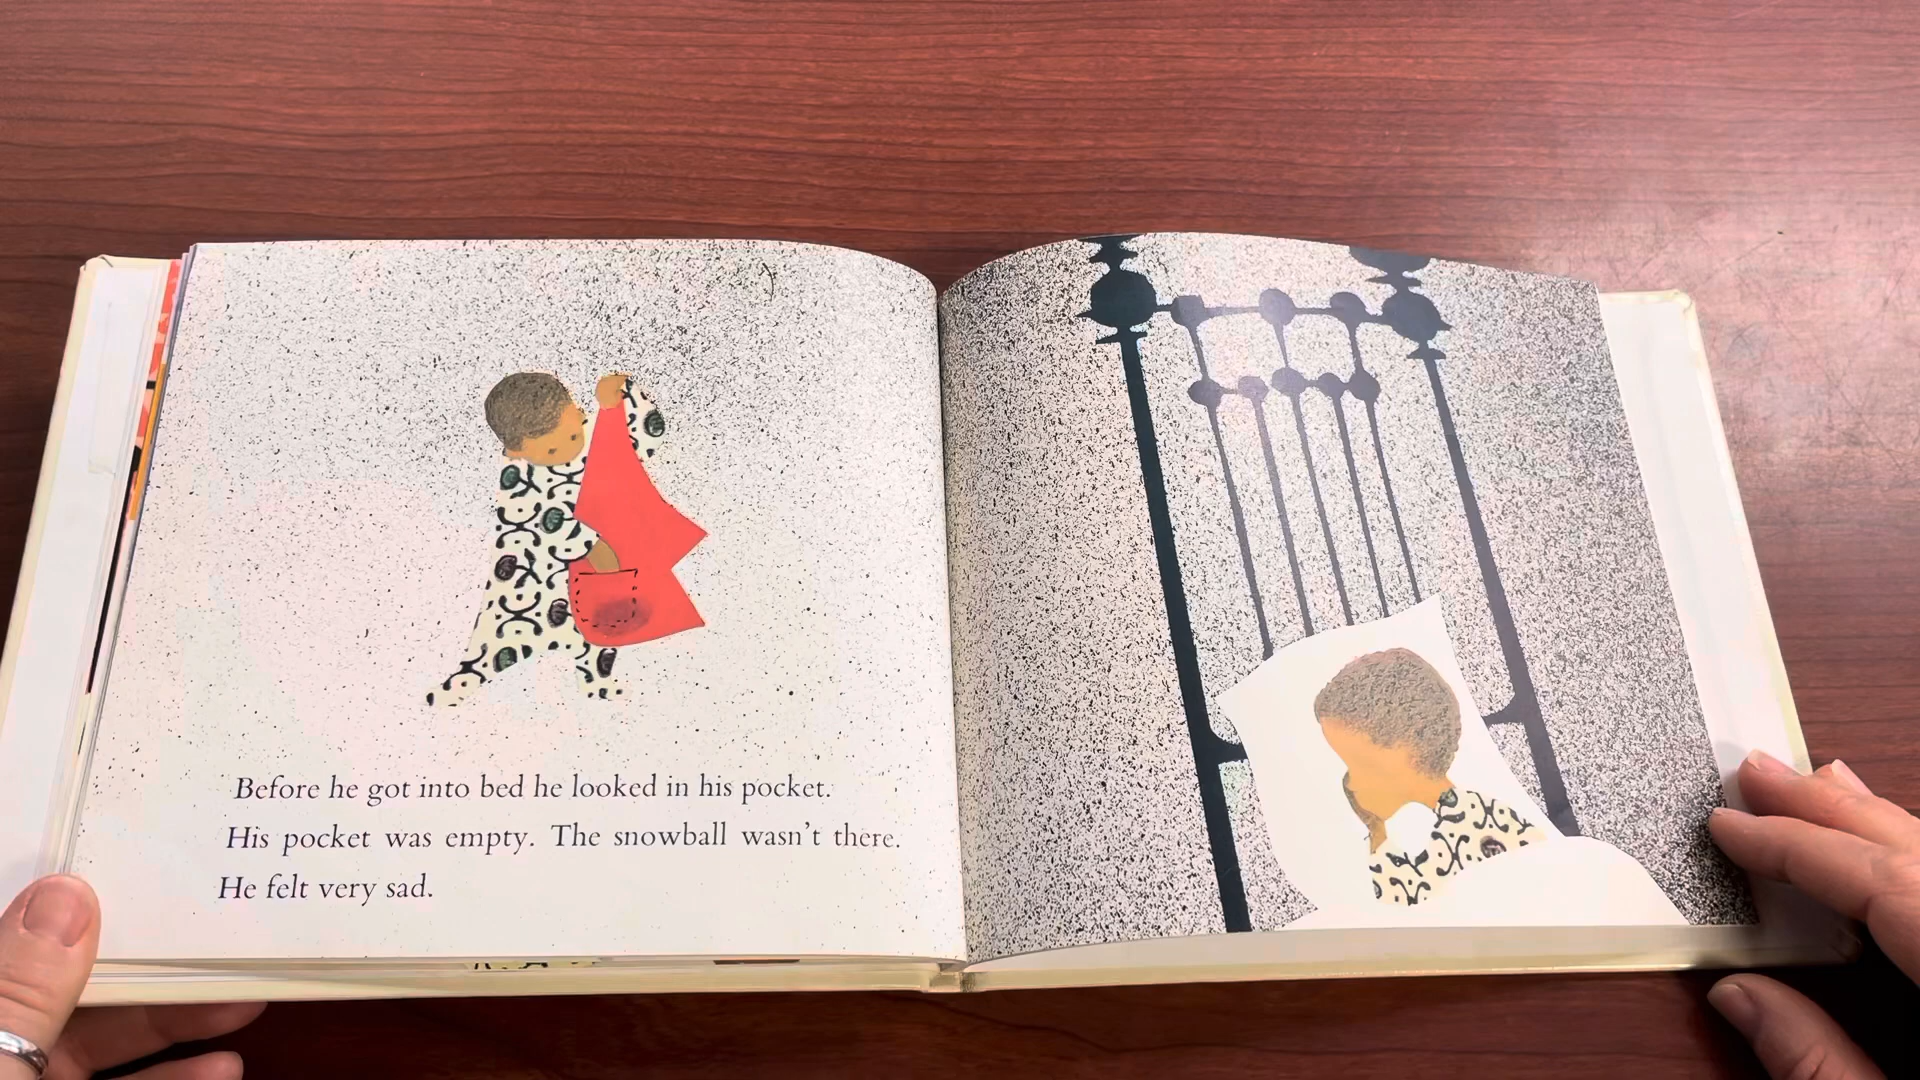 Before he got into bed he looked in his pocket.
His pocket was empty. The snowball wasn't there.
He felt very sad.